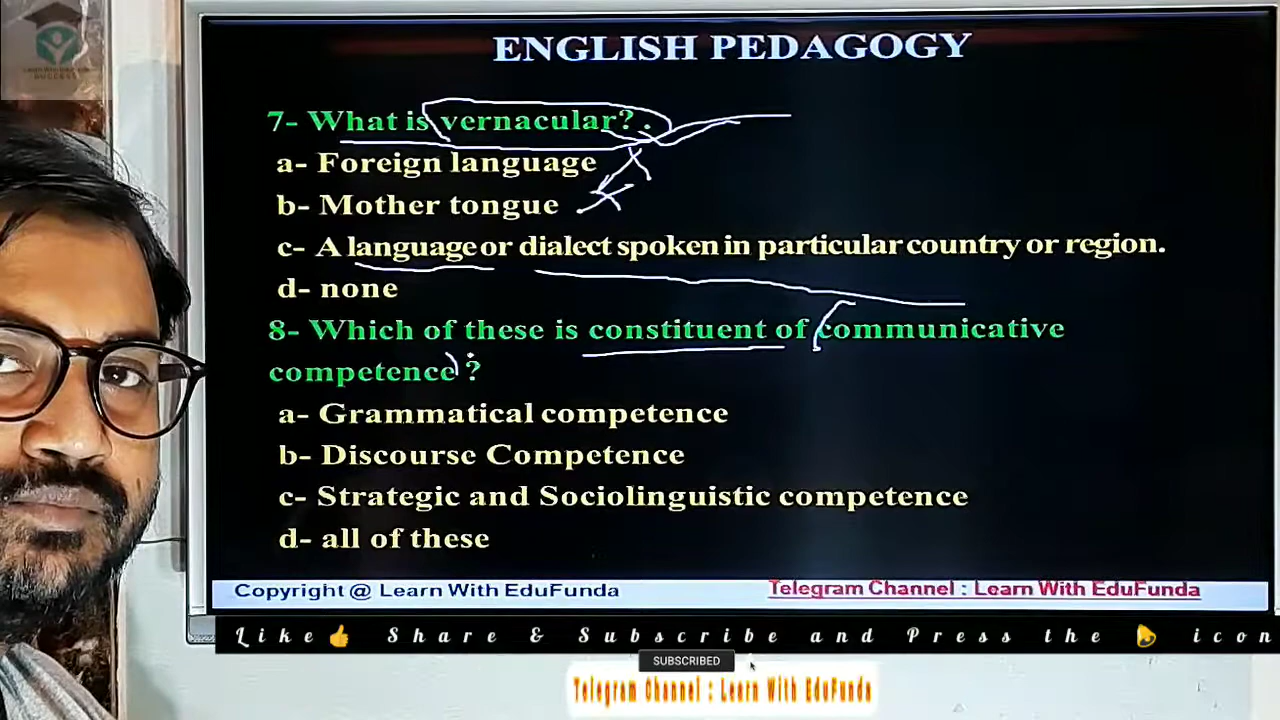 ENGLISH PEDAGOGY
7- What is vernacular? .
a- Foreign language
b- Mother tongue
c- A language or dialect spoken in particular country or region.
d- none
8- Which of these is constituent of communicative
competence ?
a- Grammatical competence
b- Discourse Competence
c- Strategic and Sociolinguistic competence
d- all of these
Copyright @ Learn With EduFunda
Telegram Channel : Learn With EduFunda
Like 👍 Share & Subscribe and Press the 🔔 icon
SUBSCRIBED
Telegram Channel : Learn With EduFunda